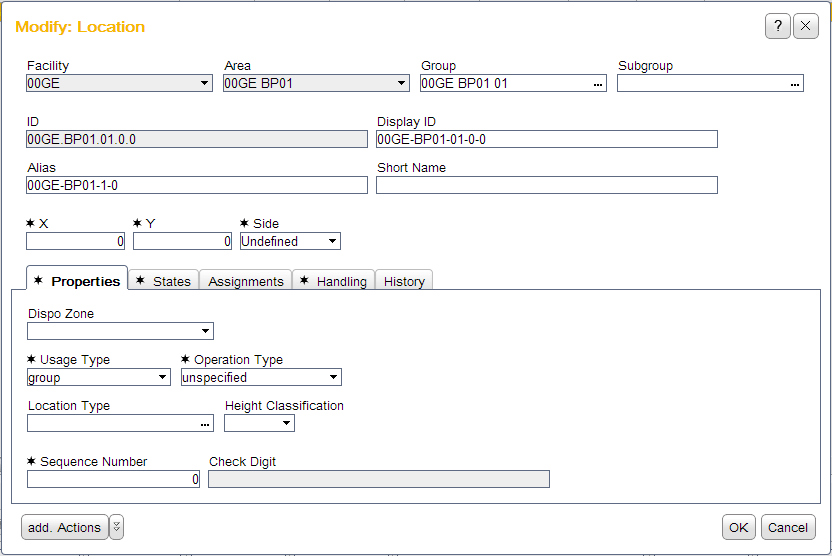 Modify: Location
?
Facility Area Group Subgroup
00GE 00GE BP01 00GE BP01 01 ...
ID Display ID
00GE.BP01.01.0.0 00GE-BP01-01-0-0
Alias Short Name
00GE-BP01-1-0
✶ X ✶ Y ✶ Side
0 0 Undefined
✶ Properties ✶ States Assignments ✶ Handling History
Dispo Zone
✶ Usage Type ✶ Operation Type
group unspecified
Location Type Height Classification
...
✶ Sequence Number Check Digit
0
add. Actions OK Cancel